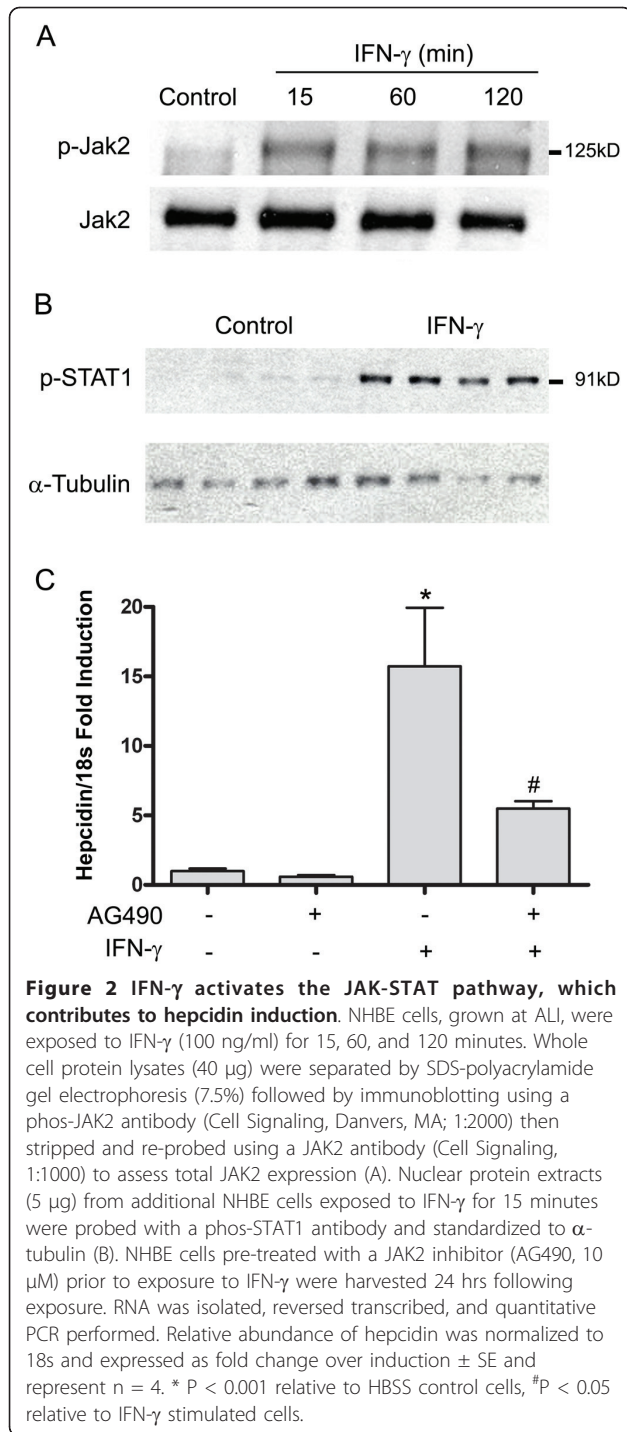 A
IFN-γ (min)
Control 15 60 120
p-Jak2
125kD
Jak2
B
Control IFN-γ
p-STAT1
91kD
α-Tubulin
C
Hepcidin/18s Fold Induction
20
15
10
5
0
*
#
AG490 - + - +
IFN-γ - - + +
Figure 2 IFN-γ activates the JAK-STAT pathway, which
contributes to hepcidin induction. NHBE cells, grown at ALI, were
exposed to IFN-γ (100 ng/ml) for 15, 60, and 120 minutes. Whole
cell protein lysates (40 μg) were separated by SDS-polyacrylamide
gel electrophoresis (7.5%) followed by immunoblotting using a
phos-JAK2 antibody (Cell Signaling, Danvers, MA; 1:2000) then
stripped and re-probed using a JAK2 antibody (Cell Signaling,
1:1000) to assess total JAK2 expression (A). Nuclear protein extracts
(5 μg) from additional NHBE cells exposed to IFN-γ for 15 minutes
were probed with a phos-STAT1 antibody and standardized to α-
tubulin (B). NHBE cells pre-treated with a JAK2 inhibitor (AG490, 10
μM) prior to exposure to IFN-γ were harvested 24 hrs following
exposure. RNA was isolated, reversed transcribed, and quantitative
PCR performed. Relative abundance of hepcidin was normalized to
18s and expressed as fold change over induction ± SE and
represent n = 4. * P < 0.001 relative to HBSS control cells, #P < 0.05
relative to IFN-γ stimulated cells.